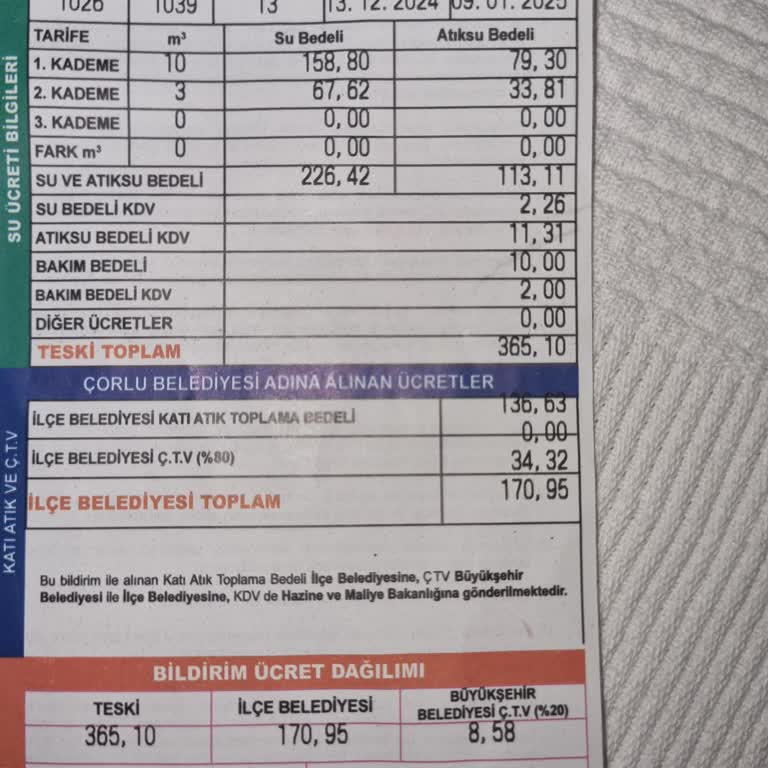 1026 1039 13 13. 12. 2024 09. 01. 2025
TARİFE m³ Su Bedeli Atıksu Bedeli
1. KADEME 10 158, 80 79, 30
2. KADEME 3 67, 62 33, 81
3. KADEME 0 0, 00 0, 00
FARK m³ 0 0, 00 0, 00
SU VE ATIKSU BEDELİ 226, 42 113, 11
SU BEDELİ KDV 2, 26
ATIKSU BEDELİ KDV 11, 31
BAKIM BEDELİ 10, 00
BAKIM BEDELİ KDV 2, 00
DİĞER ÜCRETLER 0, 00
TESKİ TOPLAM 365, 10
SU ÜCRETİ BİLGİLERİ
ÇORLU BELEDİYESİ ADINA ALINAN ÜCRETLER
İLÇE BELEDİYESİ KATI ATIK TOPLAMA BEDELİ 136, 63
0, 00
İLÇE BELEDİYESİ Ç.T.V (%80) 34, 32
İLÇE BELEDİYESİ TOPLAM 170, 95
KATI ATIK VE Ç.T.V
Bu bildirim ile alınan Katı Atık Toplama Bedeli İlçe Belediyesine, ÇTV Büyükşehir
Belediyesi ile İlçe Belediyesine, KDV de Hazine ve Maliye Bakanlığına gönderilmektedir.
BİLDİRİM ÜCRET DAĞILIMI
TESKİ İLÇE BELEDİYESİ BÜYÜKŞEHİR
BELEDİYESİ Ç.T.V (%20)
365, 10 170, 95 8, 58